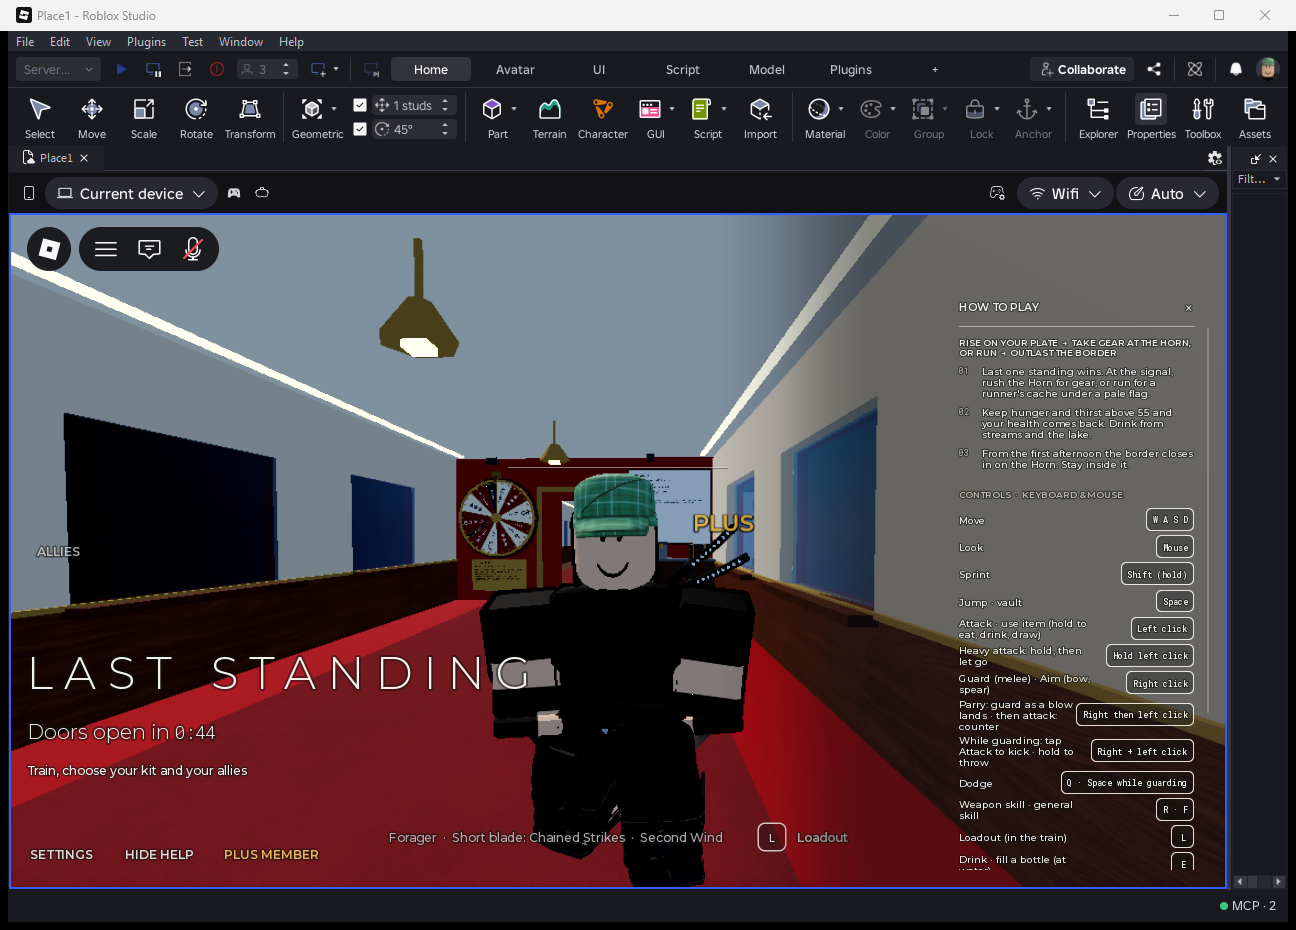 Place1 - Roblox Studio
File Edit View Plugins Test Window Help
Server... 3 Home Avatar UI Script Model Plugins + Collaborate
1 studs
45°
Select Move Scale Rotate Transform Geometric Part Terrain Character GUI Script Import Material Color Group Lock Anchor Explorer Properties Toolbox Assets
Place1
Filt...
Current device Wifi Auto
HOW TO PLAY ×
RISE ON YOUR PLATE → TAKE GEAR AT THE HORN,
OR RUN → OUTLAST THE BORDER
01 Last one standing wins. At the signal,
rush the Horn for gear, or run for a
runner's cache under a pale flag.
02 Keep hunger and thirst above 55 and
your health comes back. Drink from
streams and the lake.
03 From the first afternoon the border closes
in on the Horn. Stay inside it.
CONTROLS · KEYBOARD & MOUSE
Move W A S D
Look Mouse
Sprint Shift (hold)
Jump · vault Space
Attack · use item (hold to
eat, drink, draw) Left click
Heavy attack: hold, then
let go Hold left click
Guard (melee) · Aim (bow,
spear) Right click
Parry: guard as a blow
lands · then attack:
counter Right then left click
While guarding: tap
Attack to kick · hold to
throw Right + left click
Dodge Q · Space while guarding
Weapon skill · general
skill R · F
Loadout (in the train) L
Drink · fill a bottle (at
water) E
PLUS
ALLIES
LAST STANDING
Doors open in 0:44
Train, choose your kit and your allies
Forager · Short blade: Chained Strikes · Second Wind L Loadout
SETTINGS HIDE HELP PLUS MEMBER
MCP · 2